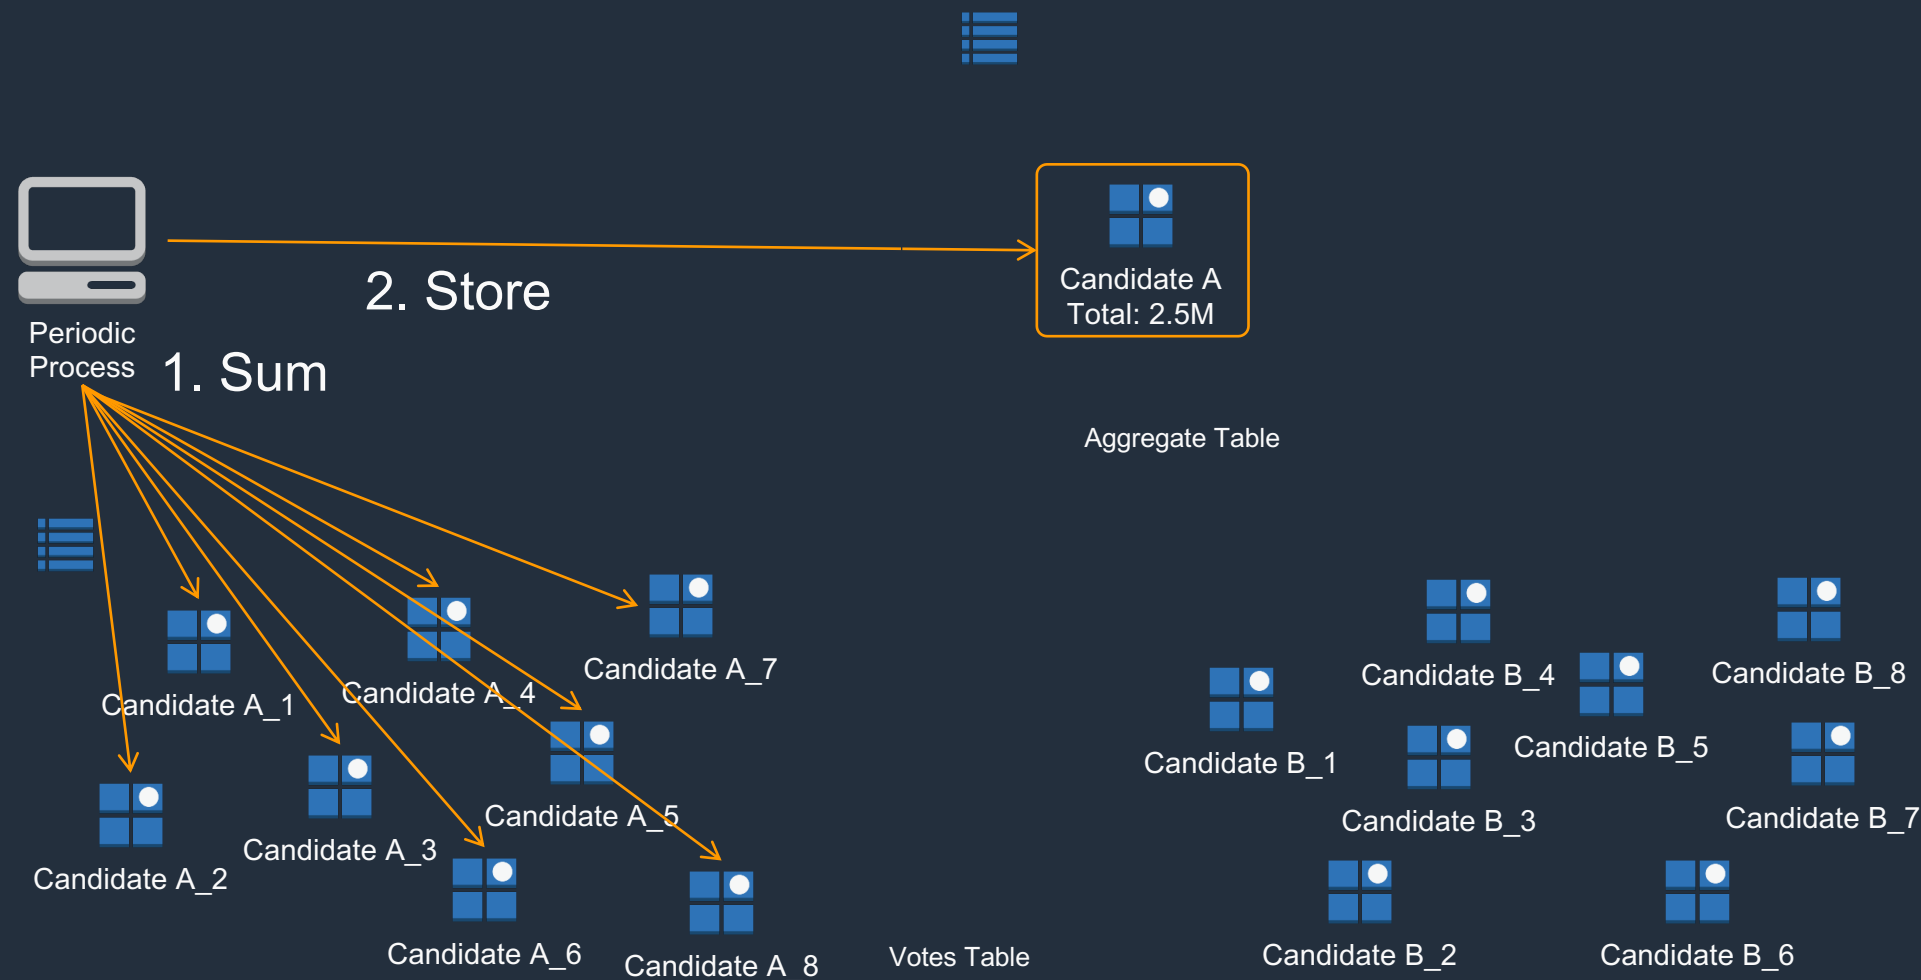 Candidate A
Total: 2.5M
2. Store
Periodic
Process
1. Sum
Aggregate Table
Candidate A_7
Candidate A_4
Candidate A_1
Candidate A_5
Candidate A_3
Candidate A_2
Candidate A_6
Candidate A_8
Votes Table
Candidate B_4
Candidate B_8
Candidate B_5
Candidate B_1
Candidate B_3
Candidate B_7
Candidate B_2
Candidate B_6